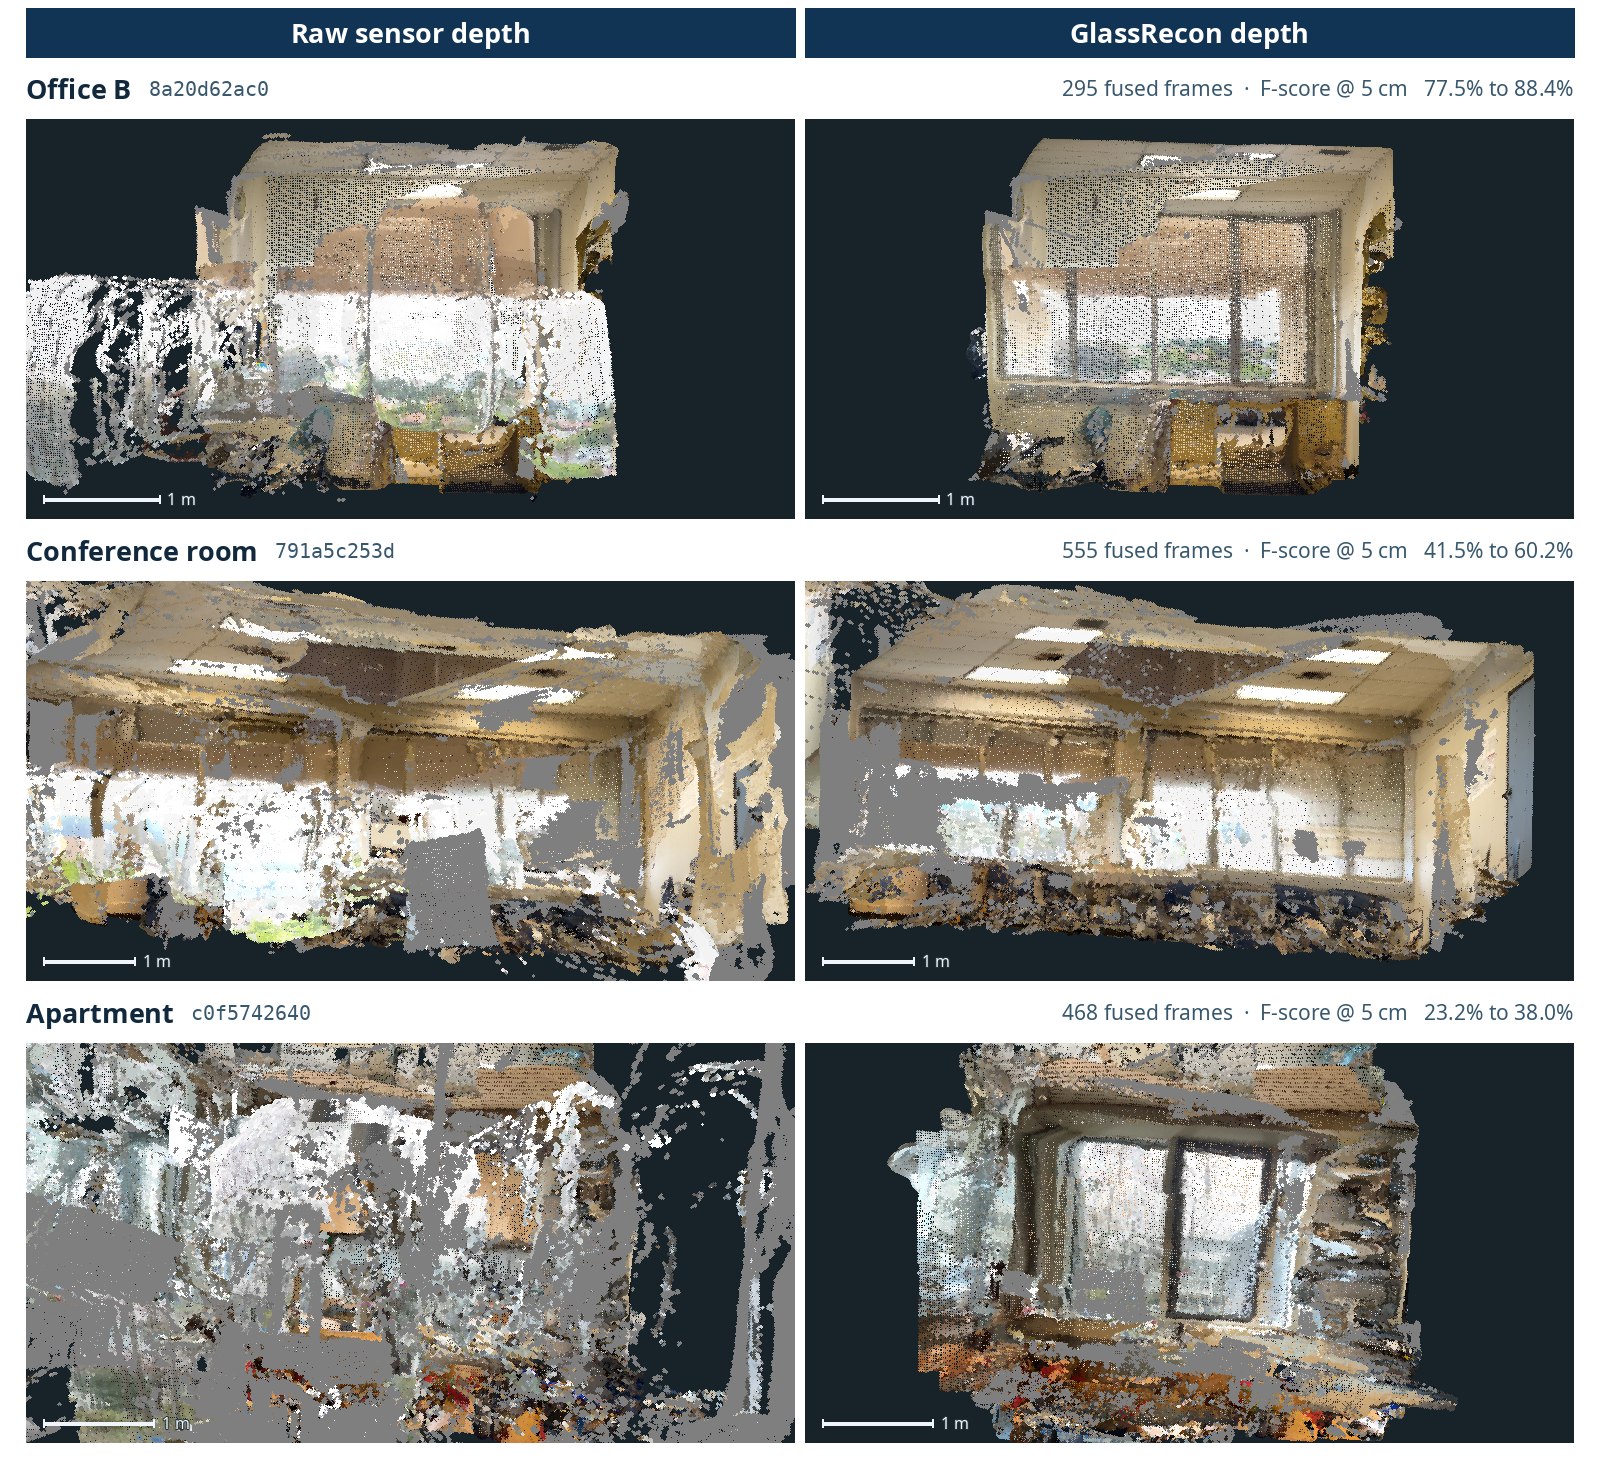 Raw sensor depth GlassRecon depth
Office B 8a20d62ac0 295 fused frames · F-score @ 5 cm 77.5% to 88.4%
1 m 1 m
Conference room 791a5c253d 555 fused frames · F-score @ 5 cm 41.5% to 60.2%
1 m 1 m
Apartment c0f5742640 468 fused frames · F-score @ 5 cm 23.2% to 38.0%
1 m 1 m